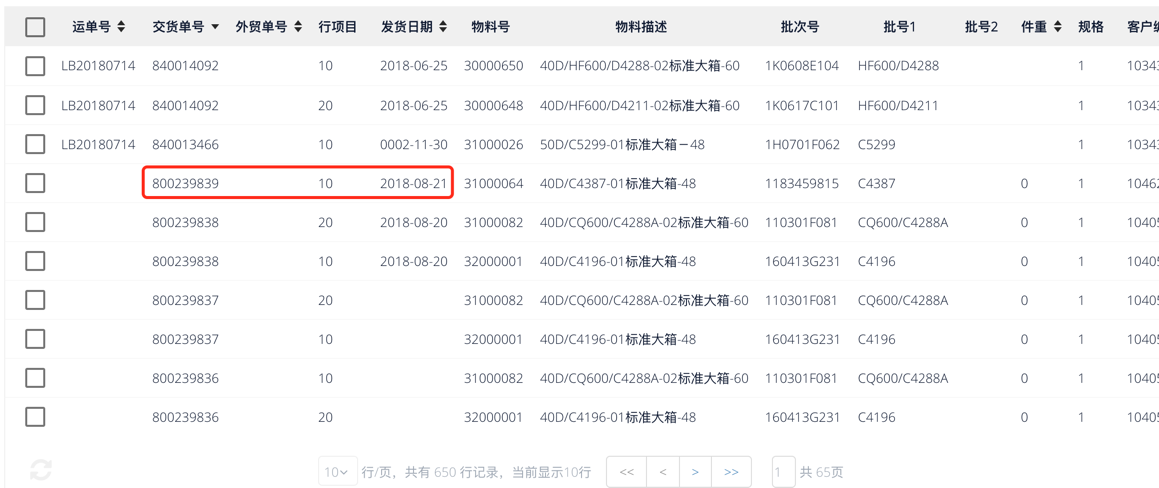 运单号 交货单号 外贸单号 行项目 发货日期 物料号 物料描述 批次号 批号1 批号2 件重 规格 客户
LB20180714 840014092 10 2018-06-25 30000650 40D/HF600/D4288-02标准大箱-60 1K0608E104 HF600/D4288 1 1034
LB20180714 840014092 20 2018-06-25 30000648 40D/HF600/D4211-02标准大箱-60 1K0617C101 HF600/D4211 1 1034
LB20180714 840013466 10 0002-11-30 31000026 50D/C5299-01标准大箱－48 1H0701F062 C5299 1 1034
800239839 10 2018-08-21 31000064 40D/C4387-01标准大箱-48 1183459815 C4387 0 1 1046
800239838 20 2018-08-20 31000082 40D/CQ600/C4288A-02标准大箱-60 110301F081 CQ600/C4288A 0 1 1040
800239838 10 2018-08-20 32000001 40D/C4196-01标准大箱-48 160413G231 C4196 0 1 1040
800239837 20 31000082 40D/CQ600/C4288A-02标准大箱-60 110301F081 CQ600/C4288A 0 1 1040
800239837 10 32000001 40D/C4196-01标准大箱-48 160413G231 C4196 0 1 1040
800239836 10 31000082 40D/CQ600/C4288A-02标准大箱-60 110301F081 CQ600/C4288A 0 1 1040
800239836 20 32000001 40D/C4196-01标准大箱-48 160413G231 C4196 0 1 1040
10 行/页，共有 650 行记录，当前显示10行 << < > >> 1 共 65页